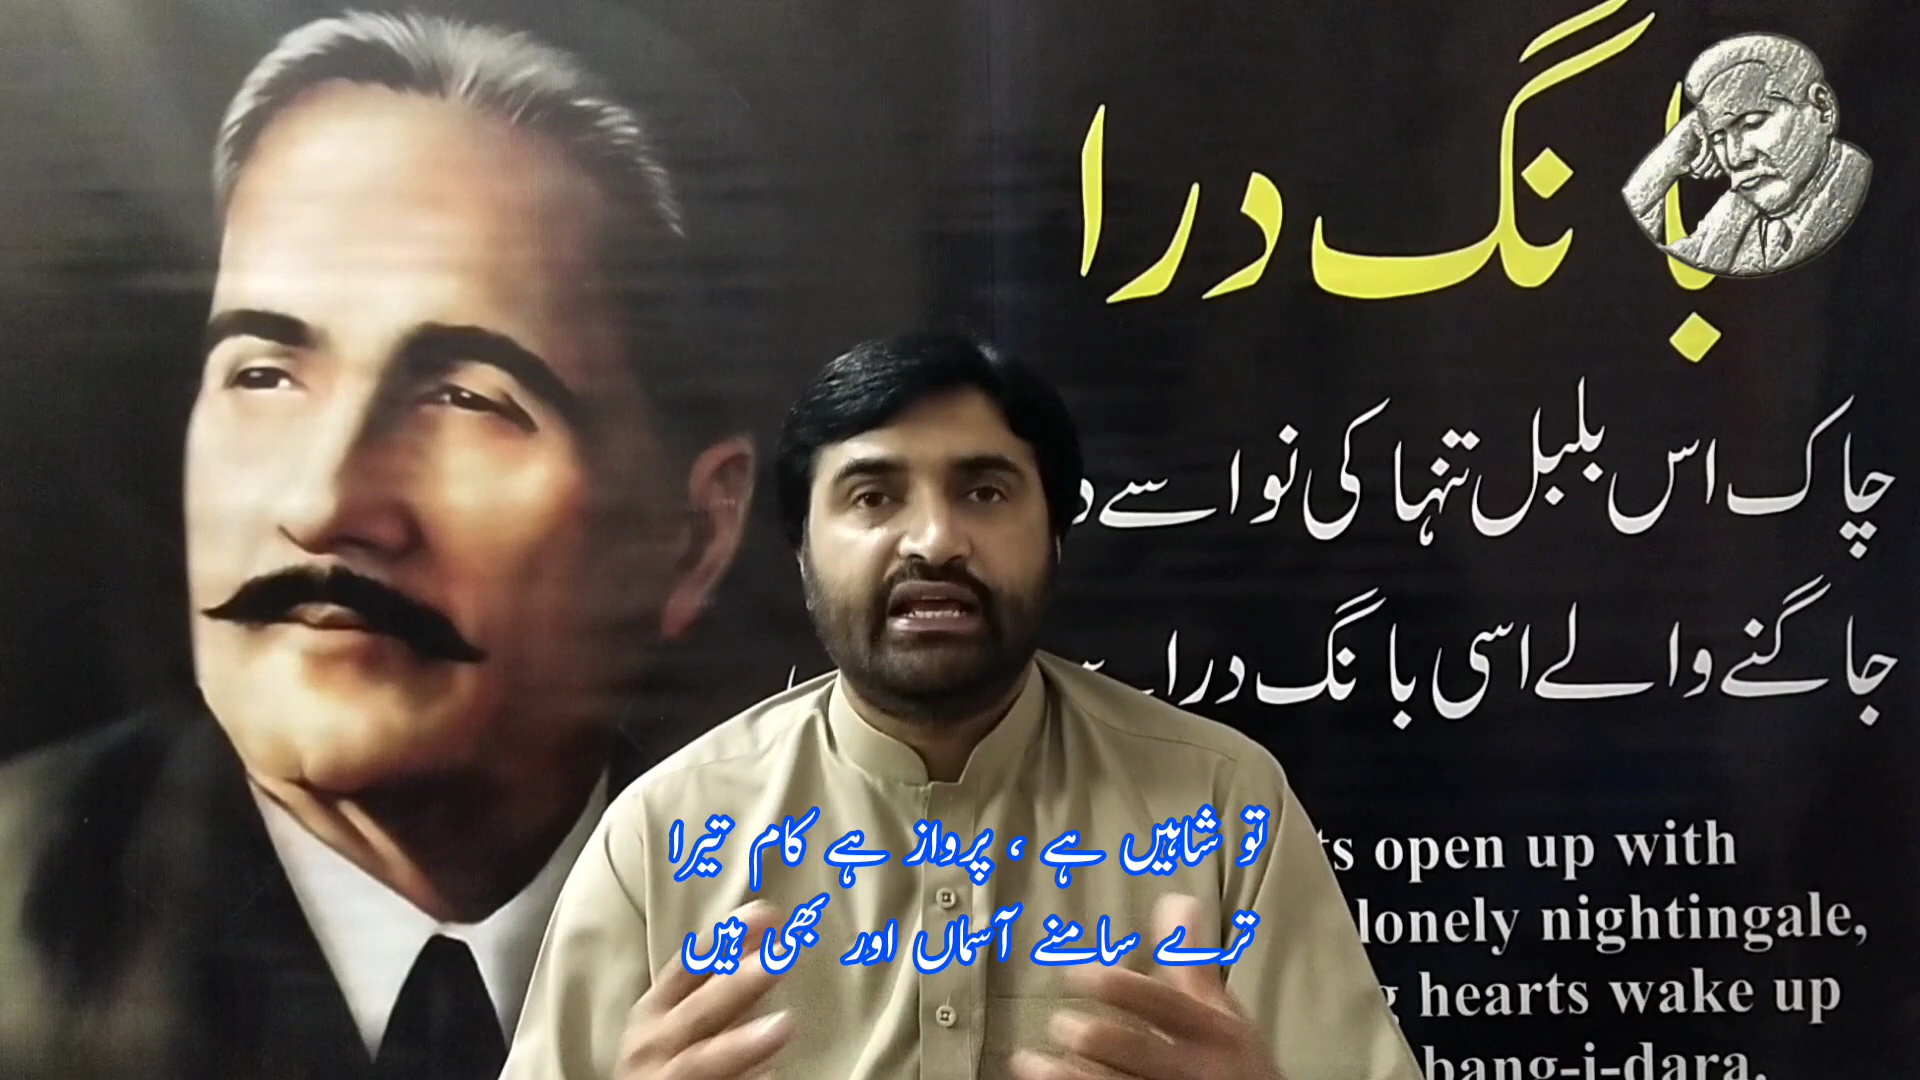 بانگ درا
چاک اس بلبل تنہا کی نوا سے
جاگنے والے اسی بانگ درا
تو شاہیں ہے ، پرواز ہے کام تیرا
ترے سامنے آسماں اور بھی ہیں
open up with
lonely nightingale,
hearts wake up
bang-i-dara.